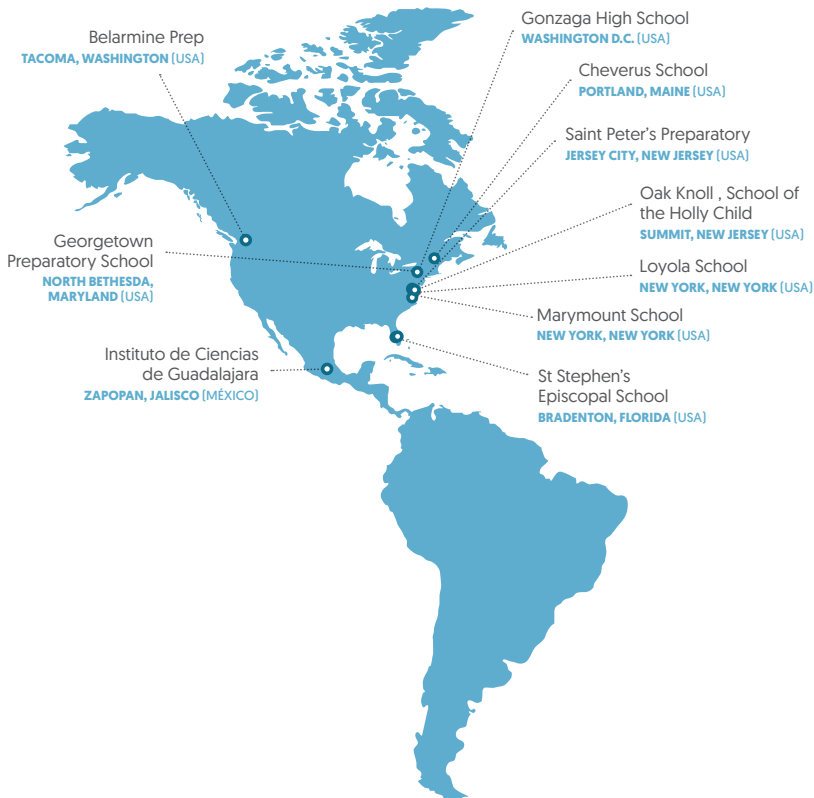 Belarmine Prep
TACOMA, WASHINGTON (USA)
Georgetown
Preparatory School
NORTH BETHESDA,
MARYLAND (USA)
Instituto de Ciencias
de Guadalajara
ZAPOPAN, JALISCO (MÉXICO)
Gonzaga High School
WASHINGTON D.C. (USA)
Cheverus School
PORTLAND, MAINE (USA)
Saint Peter's Preparatory
JERSEY CITY, NEW JERSEY (USA)
Oak Knoll , School of
the Holly Child
SUMMIT, NEW JERSEY (USA)
Loyola School
NEW YORK, NEW YORK (USA)
Marymount School
NEW YORK, NEW YORK (USA)
St Stephen's
Episcopal School
BRADENTON, FLORIDA (USA)